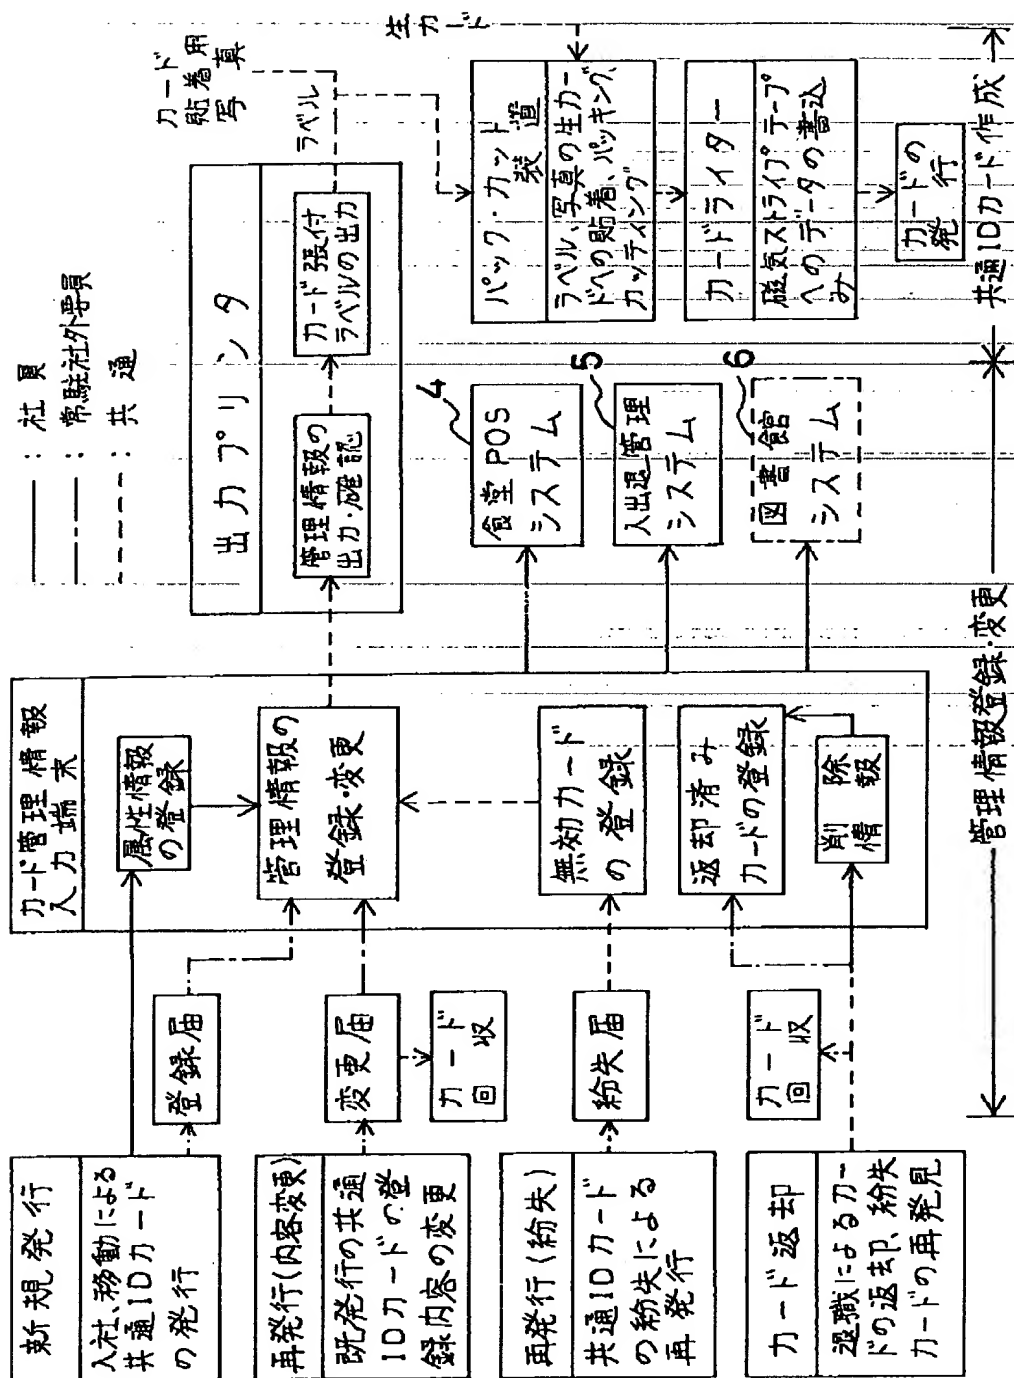 ――― : 社員
―-― : 常駐社外要員
---- : 共通
新規発行
入社、移動による
共通IDカード
の発行
再発行(内容変更)
既発行の共通
IDカードの登
録内容の変更
再発行(紛失)
共通IDカード
の紛失による
再発行
カード返却
退職によるカー
ドの返却、紛失
カードの再発見
登録届
変更届
カード
回収
紛失届
カード
回収
カード管理情報
入力端末
属性情報
の登録
管理情報の
登録・変更
無効カード
の登録
返却済み
カードの登録
削除
情報
出力プリンタ
管理情報の
出力・確認
カード張付
ラベルの出力
食堂POS
システム
4
入出退管理
システム
5
図書館
システム
6
カード
貼着用
写真
ラベル
生カード
パック・カット
装置
ラベル、写真の生カー
ドへの貼着、パッキング、
カッティング
カードライター
磁気ストライプテープ
へのデータの書込
み
カードの
発行
管理情報登録・変更
共通IDカード作成